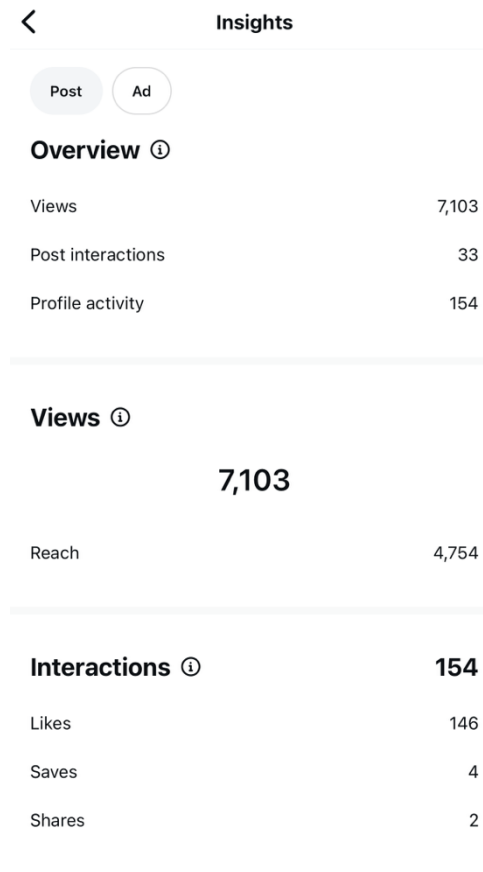 Insights
Post Ad
Overview
Views 7,103
Post interactions 33
Profile activity 154
Views
7,103
Reach 4,754
Interactions 154
Likes 146
Saves 4
Shares 2